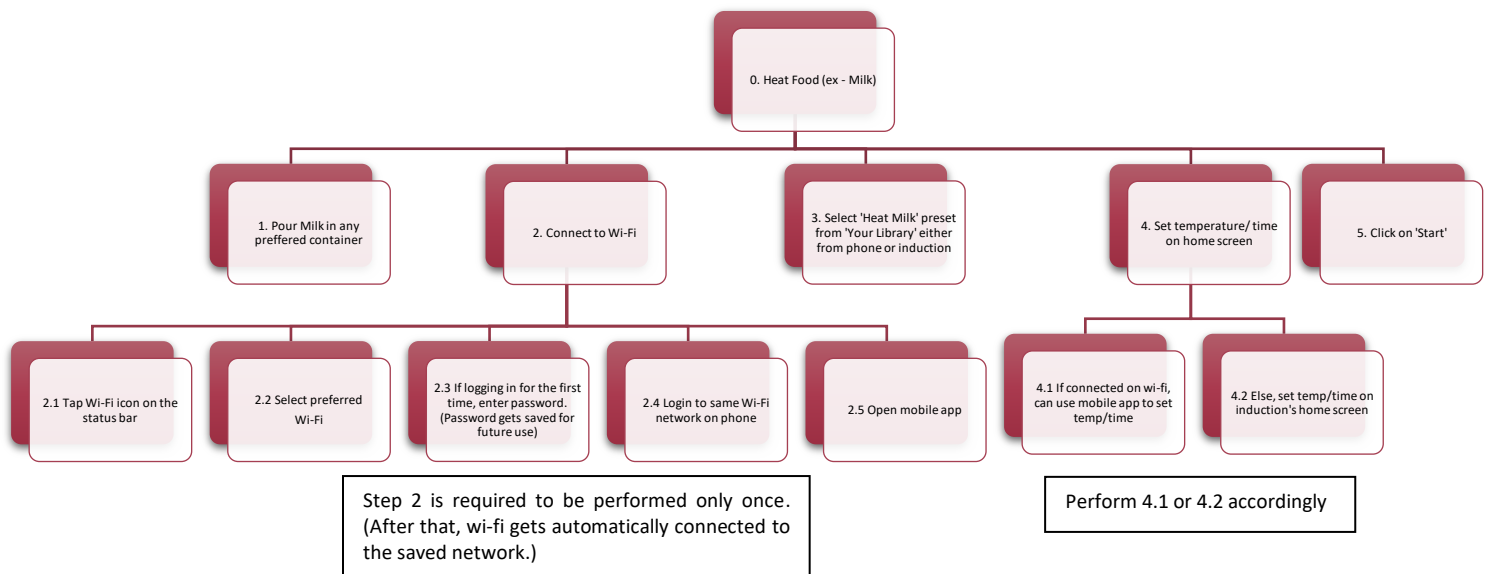 0. Heat Food (ex - Milk)
1. Pour Milk in any
preffered container
2. Connect to Wi-Fi
3. Select 'Heat Milk' preset
from 'Your Library' either
from phone or induction
4. Set temperature/ time
on home screen
5. Click on 'Start'
2.1 Tap Wi-Fi icon on the
status bar
2.2 Select preferred
Wi-Fi
2.3 If logging in for the first
time, enter password.
(Password gets saved for
future use)
2.4 Login to same Wi-Fi
network on phone
2.5 Open mobile app
4.1 If connected on wi-fi,
can use mobile app to set
temp/time
4.2 Else, set temp/time on
induction's home screen
Step 2 is required to be performed only once.
(After that, wi-fi gets automatically connected to
the saved network.)
Perform 4.1 or 4.2 accordingly